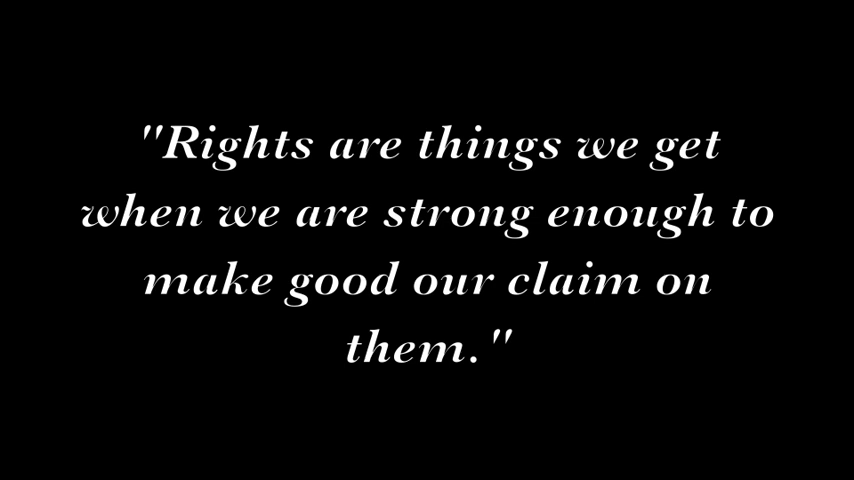 "Rights are things we get
when we are strong enough to
make good our claim on
them."